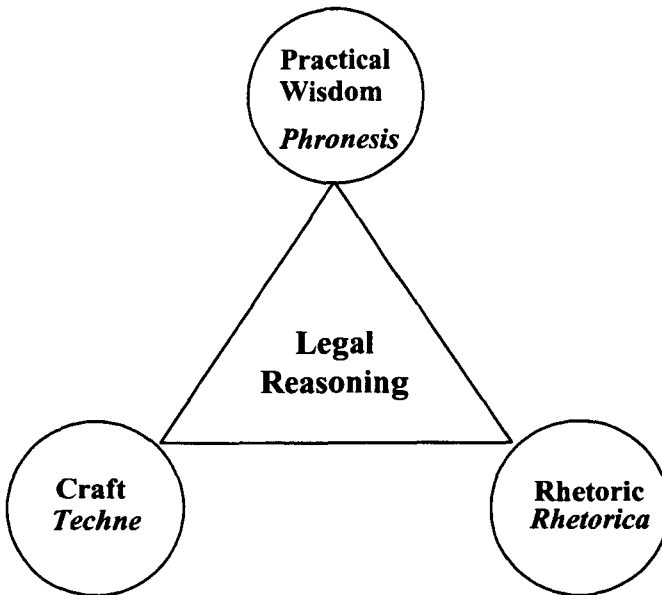 Practical
Wisdom
Phronesis
Legal
Reasoning
Craft
Techne
Rhetoric
Rhetorica